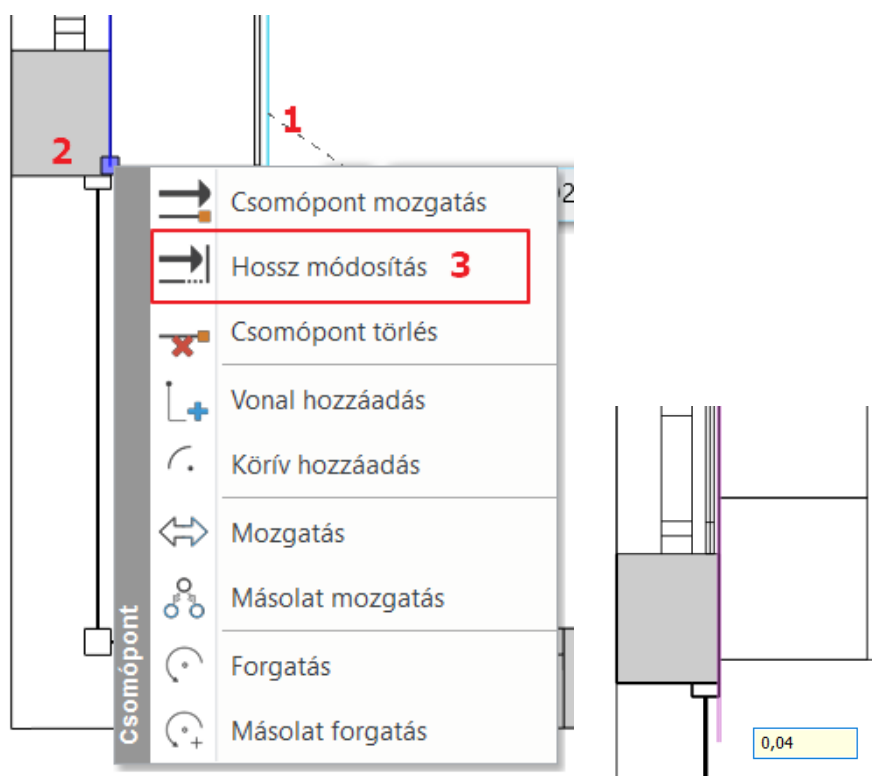 1
2
Csomópont mozgatás
2
Hossz módosítás 3
Csomópont törlés
Vonal hozzáadás
Körív hozzáadás
Mozgatás
Másolat mozgatás
Forgatás
Másolat forgatás
Csomópont
0,04